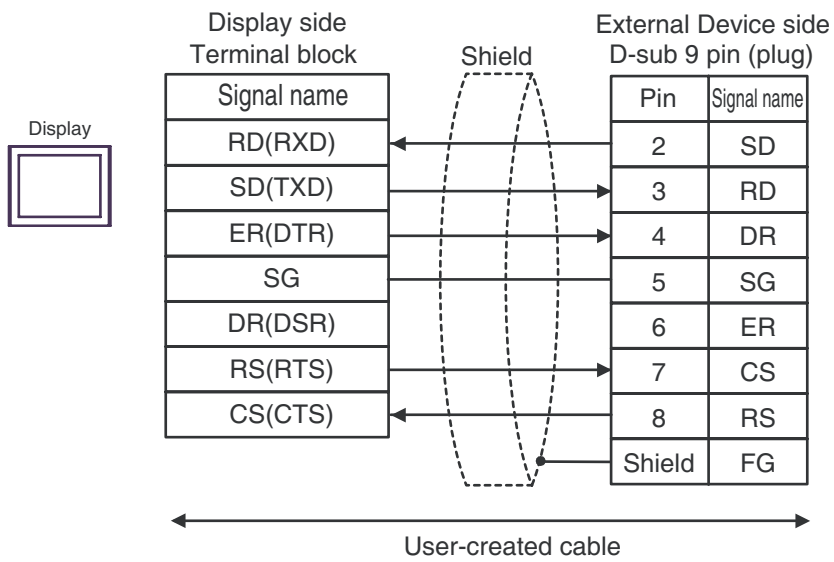 Display side
Terminal block
Shield
External Device side
D-sub 9 pin (plug)
Display
Signal name
RD(RXD)
SD(TXD)
ER(DTR)
SG
DR(DSR)
RS(RTS)
CS(CTS)
Pin Signal name
2 SD
3 RD
4 DR
5 SG
6 ER
7 CS
8 RS
Shield FG
User-created cable